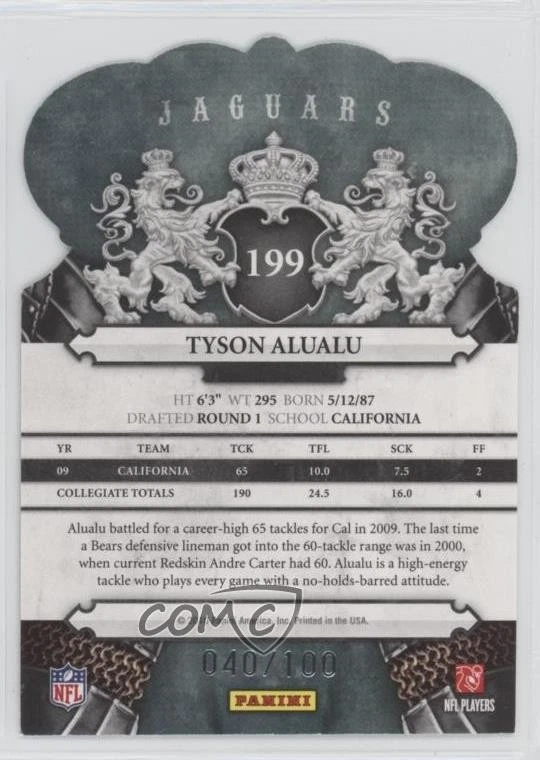 JAGUARS
199
TYSON ALUALU
HT 6'3" WT 295 BORN 5/12/87
DRAFTED ROUND 1 SCHOOL CALIFORNIA
YR TEAM TCK TFL SCK FF
09 CALIFORNIA 65 10.0 7.5 2
COLLEGIATE TOTALS 190 24.5 16.0 4
Alualu battled for a career-high 65 tackles for Cal in 2009. The last time
a Bears defensive lineman got into the 60-tackle range was in 2000,
when current Redskin Andre Carter had 60. Alualu is a high-energy
tackle who plays every game with a no-holds-barred attitude.
© 2010 Panini America, Inc. Printed in the USA.
COMC
040/100
NFL
PANINI
NFL PLAYERS